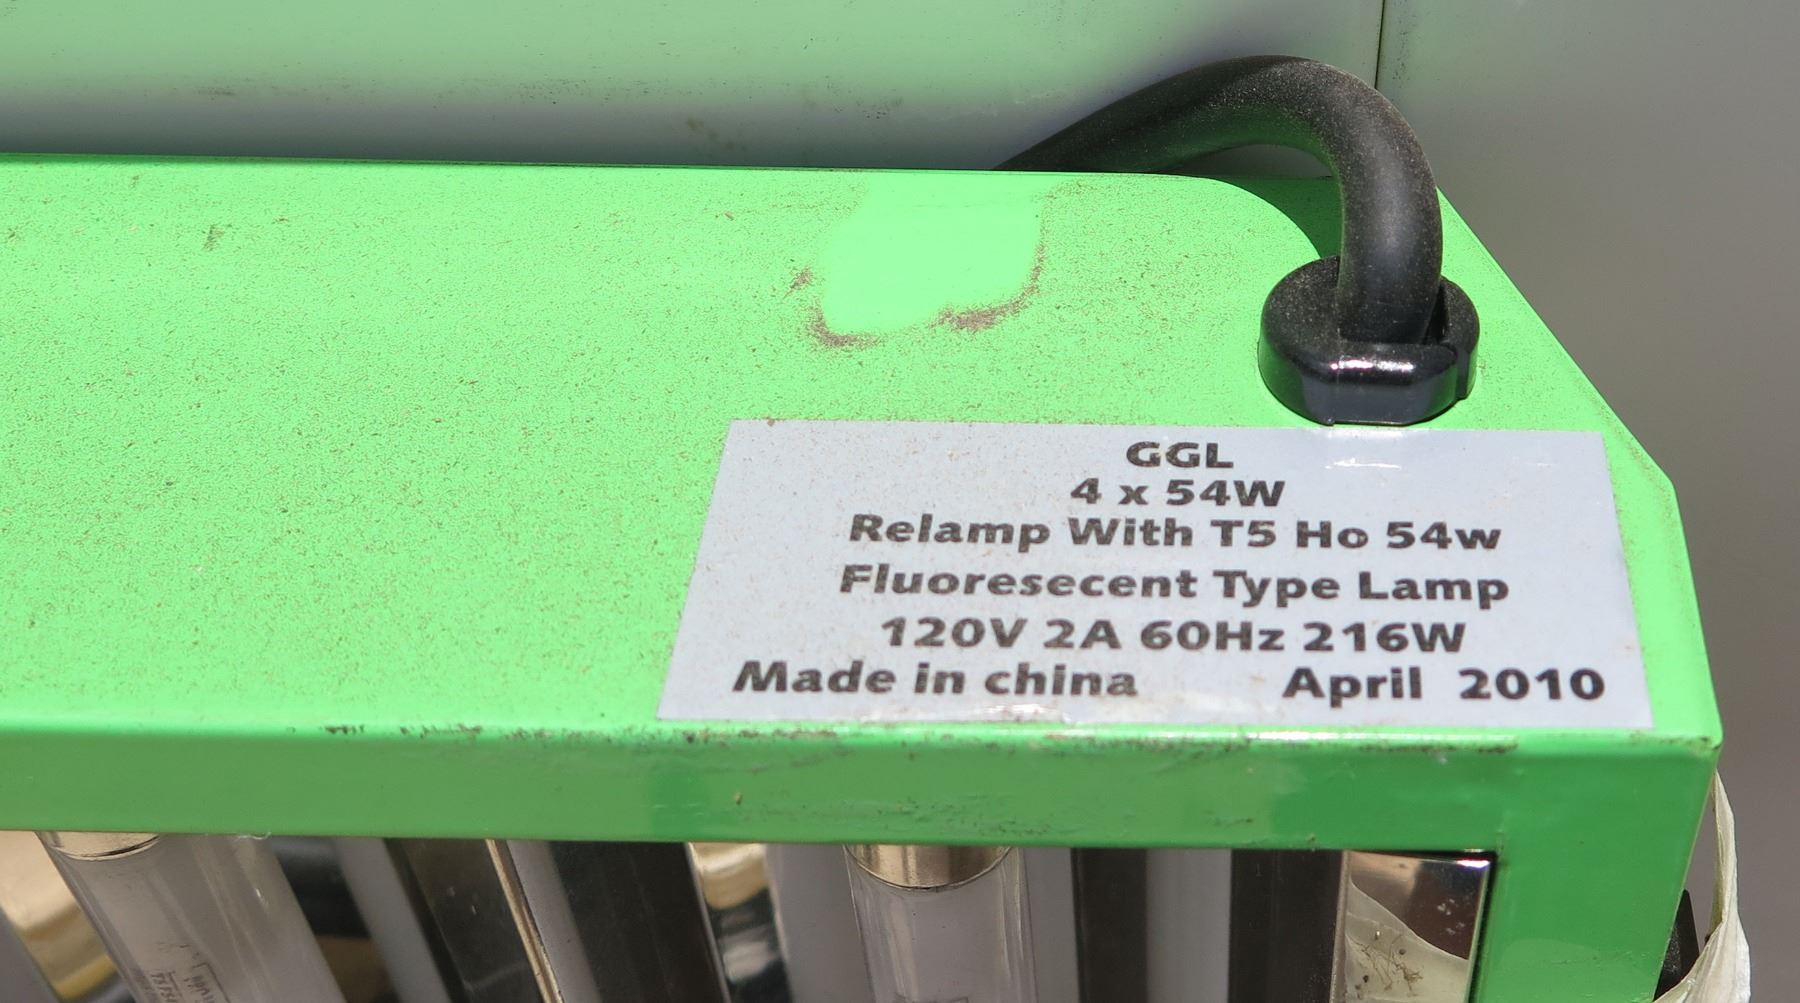 GGL
4 x 54W
Relamp With T5 Ho 54w
Fluoresecent Type Lamp
120V 2A 60Hz 216W
Made in china April 2010